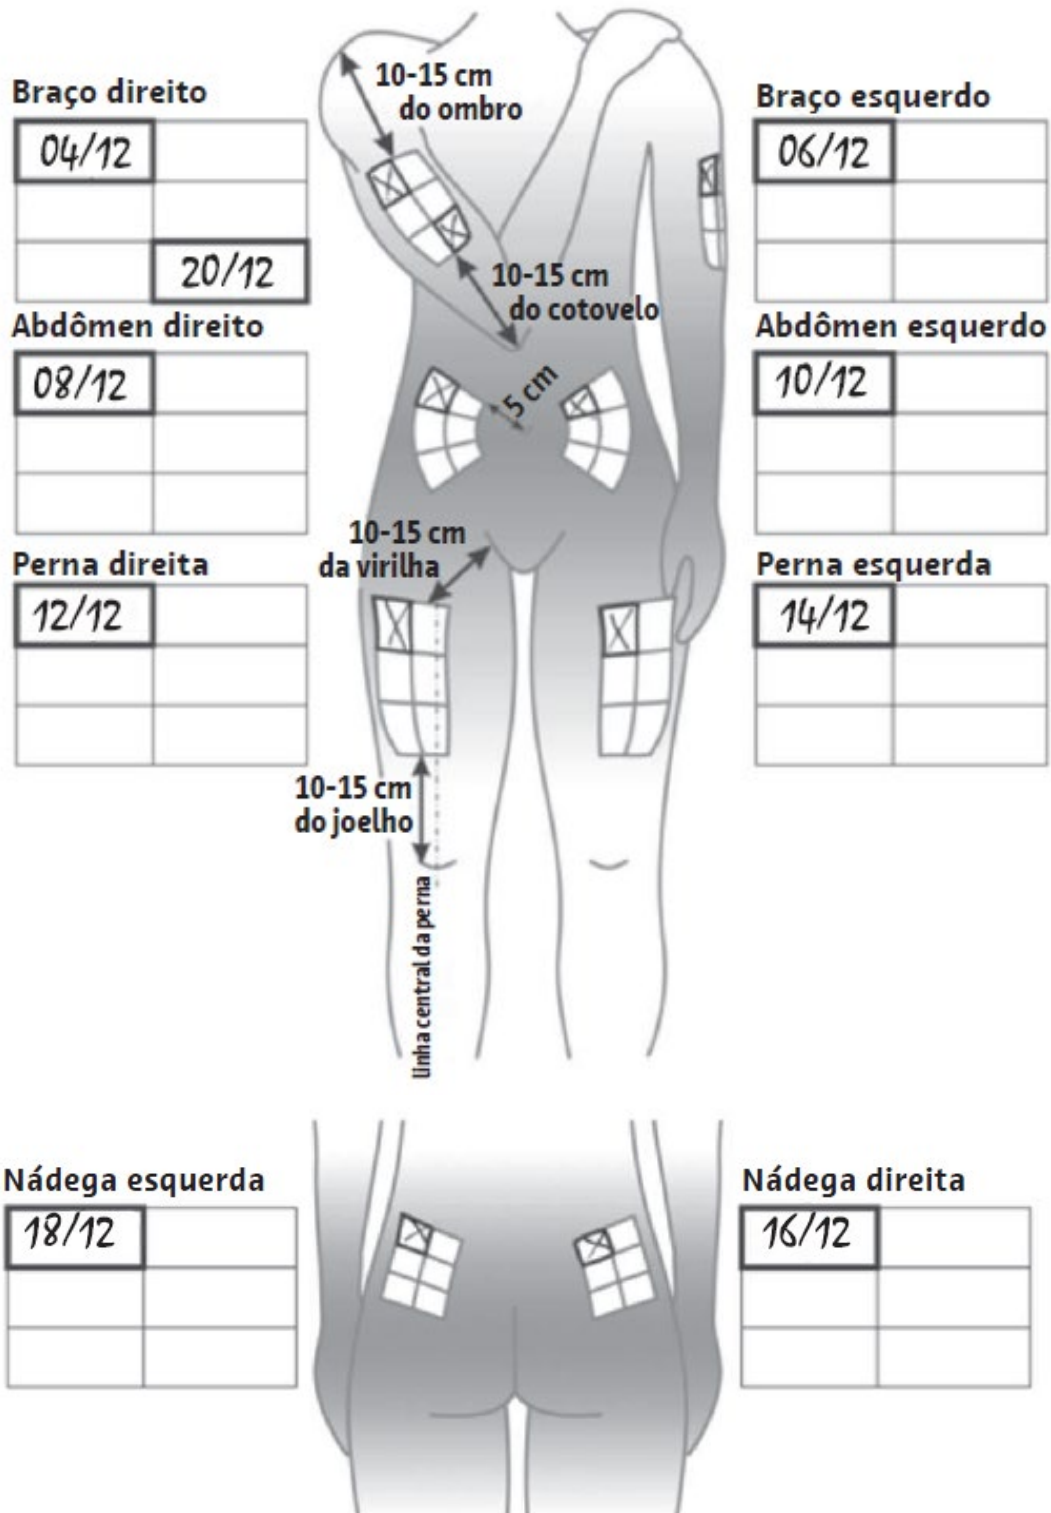 10-15 cm
do ombro
Braço direito
04/12
20/12
Braço esquerdo
06/12
10-15 cm
do cotovelo
Abdômen direito
08/12
Abdômen esquerdo
10/12
5 cm
10-15 cm
da virilha
Perna direita
12/12
Perna esquerda
14/12
10-15 cm
do joelho
linha central da perna
Nádega esquerda
18/12
Nádega direita
16/12